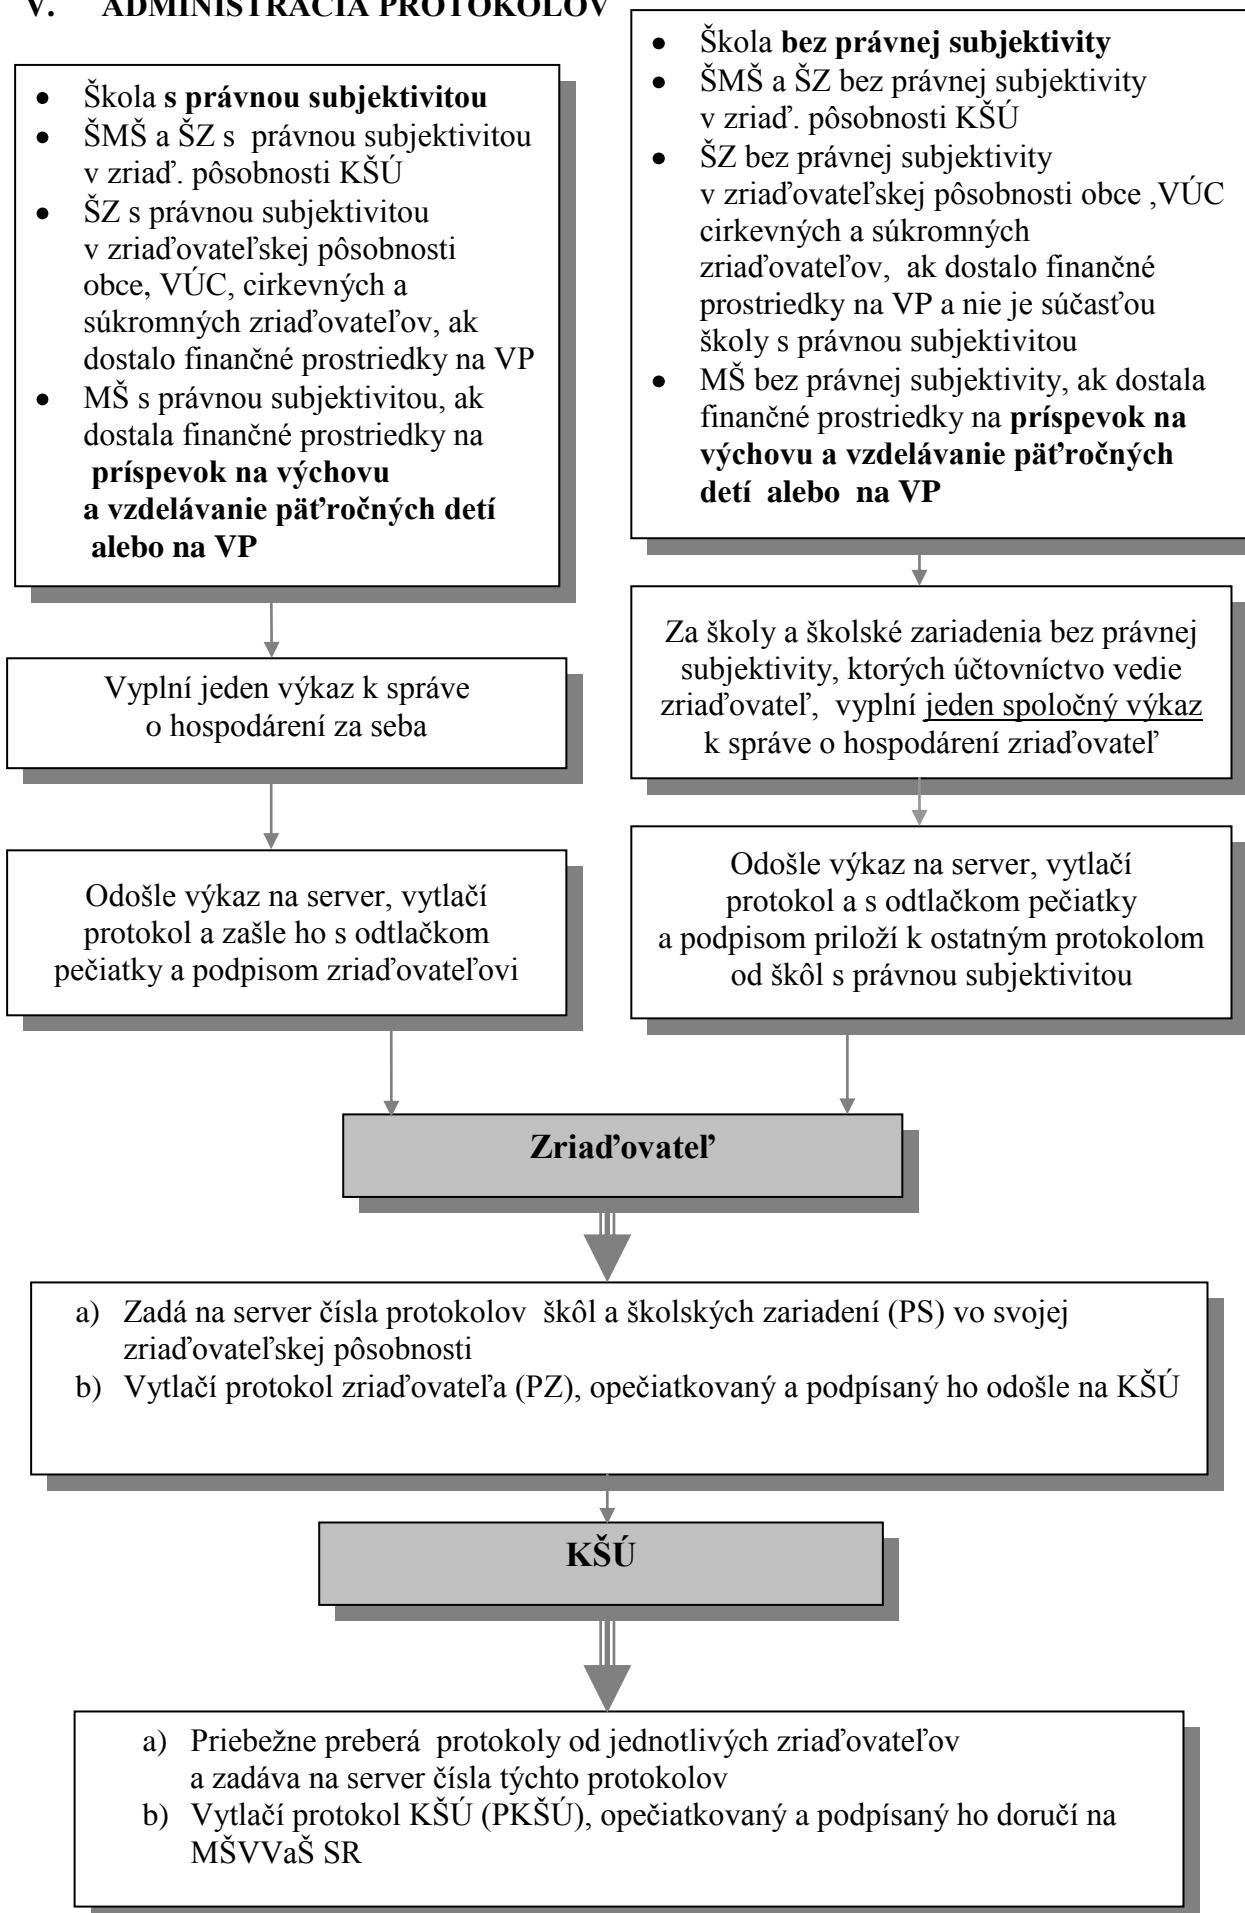 V. ADMINISTRÁCIA PROTOKOLOV
• Škola s právnou subjektivitou
• ŠMŠ a ŠZ s právnou subjektivitou
v zriaď. pôsobnosti KŠÚ
• ŠZ s právnou subjektivitou
v zriaďovateľskej pôsobnosti
obce, VÚC, cirkevných a
súkromných zriaďovateľov, ak
dostalo finančné prostriedky na VP
• MŠ s právnou subjektivitou, ak
dostala finančné prostriedky na
príspevok na výchovu
a vzdelávanie päťročných detí
alebo na VP
• Škola bez právnej subjektivity
• ŠMŠ a ŠZ bez právnej subjektivity
v zriaď. pôsobnosti KŠÚ
• ŠZ bez právnej subjektivity
v zriaďovateľskej pôsobnosti obce ,VÚC
cirkevných a súkromných
zriaďovateľov, ak dostalo finančné
prostriedky na VP a nie je súčasťou
školy s právnou subjektivitou
• MŠ bez právnej subjektivity, ak dostala
finančné prostriedky na príspevok na
výchovu a vzdelávanie päťročných
detí alebo na VP
Vyplní jeden výkaz k správe
o hospodárení za seba
Za školy a školské zariadenia bez právnej
subjektivity, ktorých účtovníctvo vedie
zriaďovateľ, vyplní jeden spoločný výkaz
k správe o hospodárení zriaďovateľ
Odošle výkaz na server, vytlačí
protokol a zašle ho s odtlačkom
pečiatky a podpisom zriaďovateľovi
Odošle výkaz na server, vytlačí
protokol a s odtlačkom pečiatky
a podpisom priloží k ostatným protokolom
od škôl s právnou subjektivitou
Zriaďovateľ
a) Zadá na server čísla protokolov škôl a školských zariadení (PS) vo svojej
zriaďovateľskej pôsobnosti
b) Vytlačí protokol zriaďovateľa (PZ), opečiatkovaný a podpísaný ho odošle na KŠÚ
KŠÚ
a) Priebežne preberá protokoly od jednotlivých zriaďovateľov
a zadáva na server čísla týchto protokolov
b) Vytlačí protokol KŠÚ (PKŠÚ), opečiatkovaný a podpísaný ho doručí na
MŠVVaŠ SR